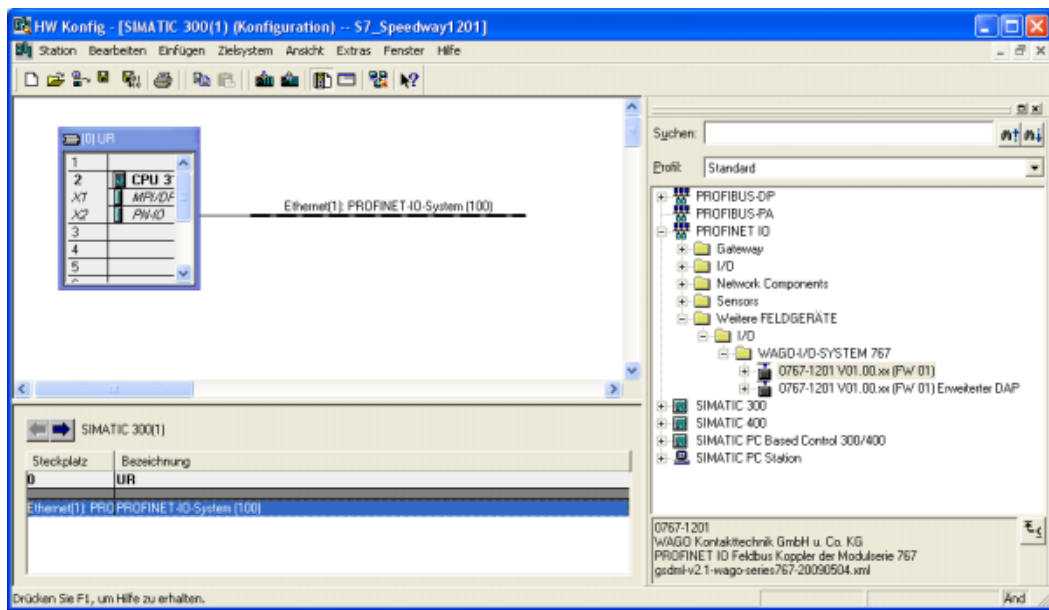 HW Konfig - [SIMATIC 300(1) (Konfiguration) -- S7_Speedway1201]
Station Bearbeiten Einfügen Zielsystem Ansicht Extras Fenster Hilfe
(0) UR
1
2 CPU 3
X1 MPI/DP
X2 PN-IO
3
4
5
Ethernet(1): PROFINET-IO-System (100)
SIMATIC 300(1)
Steckplatz Bezeichnung
0 UR
Ethernet(1): PRO PROFINET-IO-System (100)
Suchen:
Profil: Standard
PROFIBUS-DP
PROFIBUS-PA
PROFINET IO
Gateway
I/O
Network Components
Sensors
Weitere FELDGERÄTE
I/O
WAGO-I/O-SYSTEM 767
0767-1201 V01.00.xx (FW 01)
0767-1201 V01.00.xx (FW 01) Erweiterter DAP
SIMATIC 300
SIMATIC 400
SIMATIC PC Based Control 300/400
SIMATIC PC Station
0767-1201
WAGO Kontakttechnik GmbH u. Co. KG
PROFINET IO Feldbus Koppler der Modulserie 767
gsdml-v2.1-wago-series767-20090504.xml
Drücken Sie F1, um Hilfe zu erhalten.
Änd